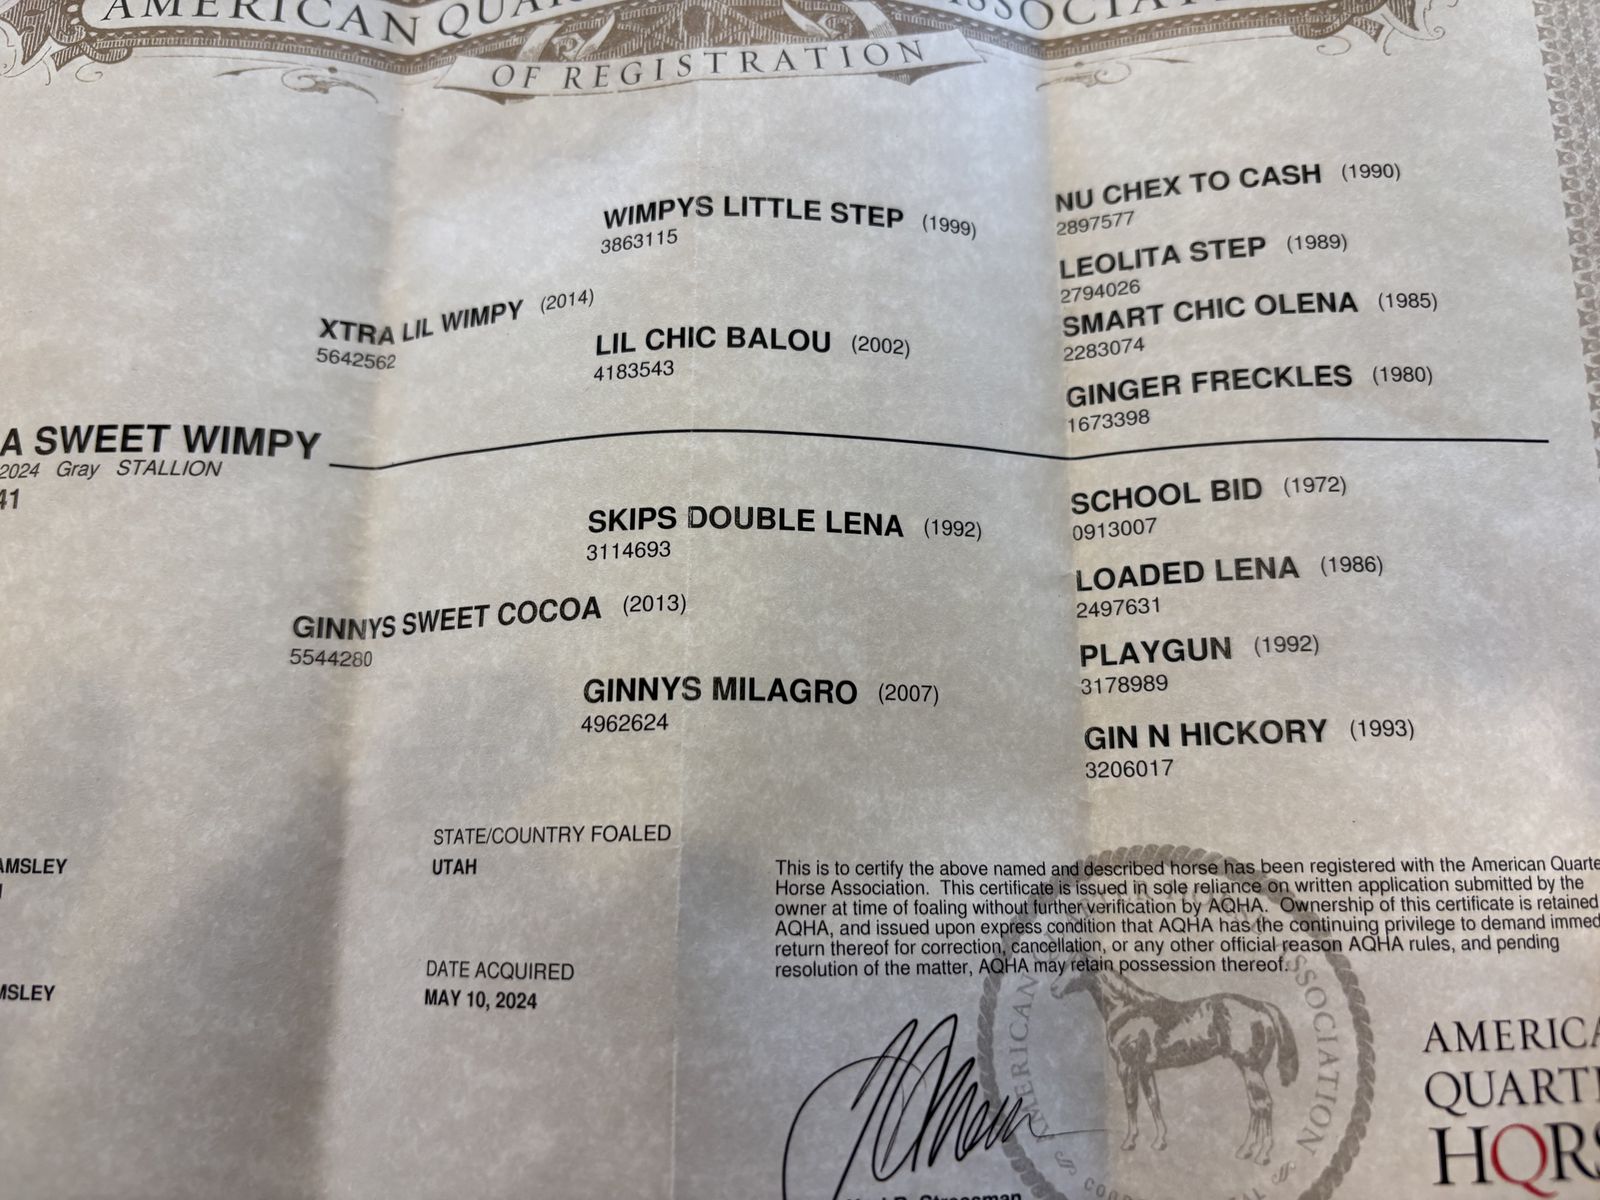 AMERICAN
OF REGISTRATION
NU CHEX TO CASH (1990)
2897577
WIMPYS LITTLE STEP (1999)
3863115
LEOLITA STEP (1989)
2794026
XTRA LIL WIMPY (2014)
5642562
SMART CHIC OLENA (1985)
2283074
LIL CHIC BALOU (2002)
4183543
GINGER FRECKLES (1980)
1673398
A SWEET WIMPY
2024 Gray STALLION
41
SCHOOL BID (1972)
0913007
SKIPS DOUBLE LENA (1992)
3114693
LOADED LENA (1986)
2497631
GINNYS SWEET COCOA (2013)
5544280
PLAYGUN (1992)
3178989
GINNYS MILAGRO (2007)
4962624
GIN N HICKORY (1993)
3206017
STATE/COUNTRY FOALED
UTAH
AMSLEY
DATE ACQUIRED
MAY 10, 2024
MSLEY
This is to certify the above named and described horse has been registered with the American Quarte
Horse Association. This certificate is issued in sole reliance on written application submitted by the
owner at time of foaling without further verification by AQHA. Ownership of this certificate is retained
AQHA, and issued upon express condition that AQHA has the continuing privilege to demand immed
return thereof for correction, cancellation, or any other official reason AQHA rules, and pending
resolution of the matter, AQHA may retain possession thereof.
AMERICAN ASSOCIATION
AMERICA
QUART
HORS